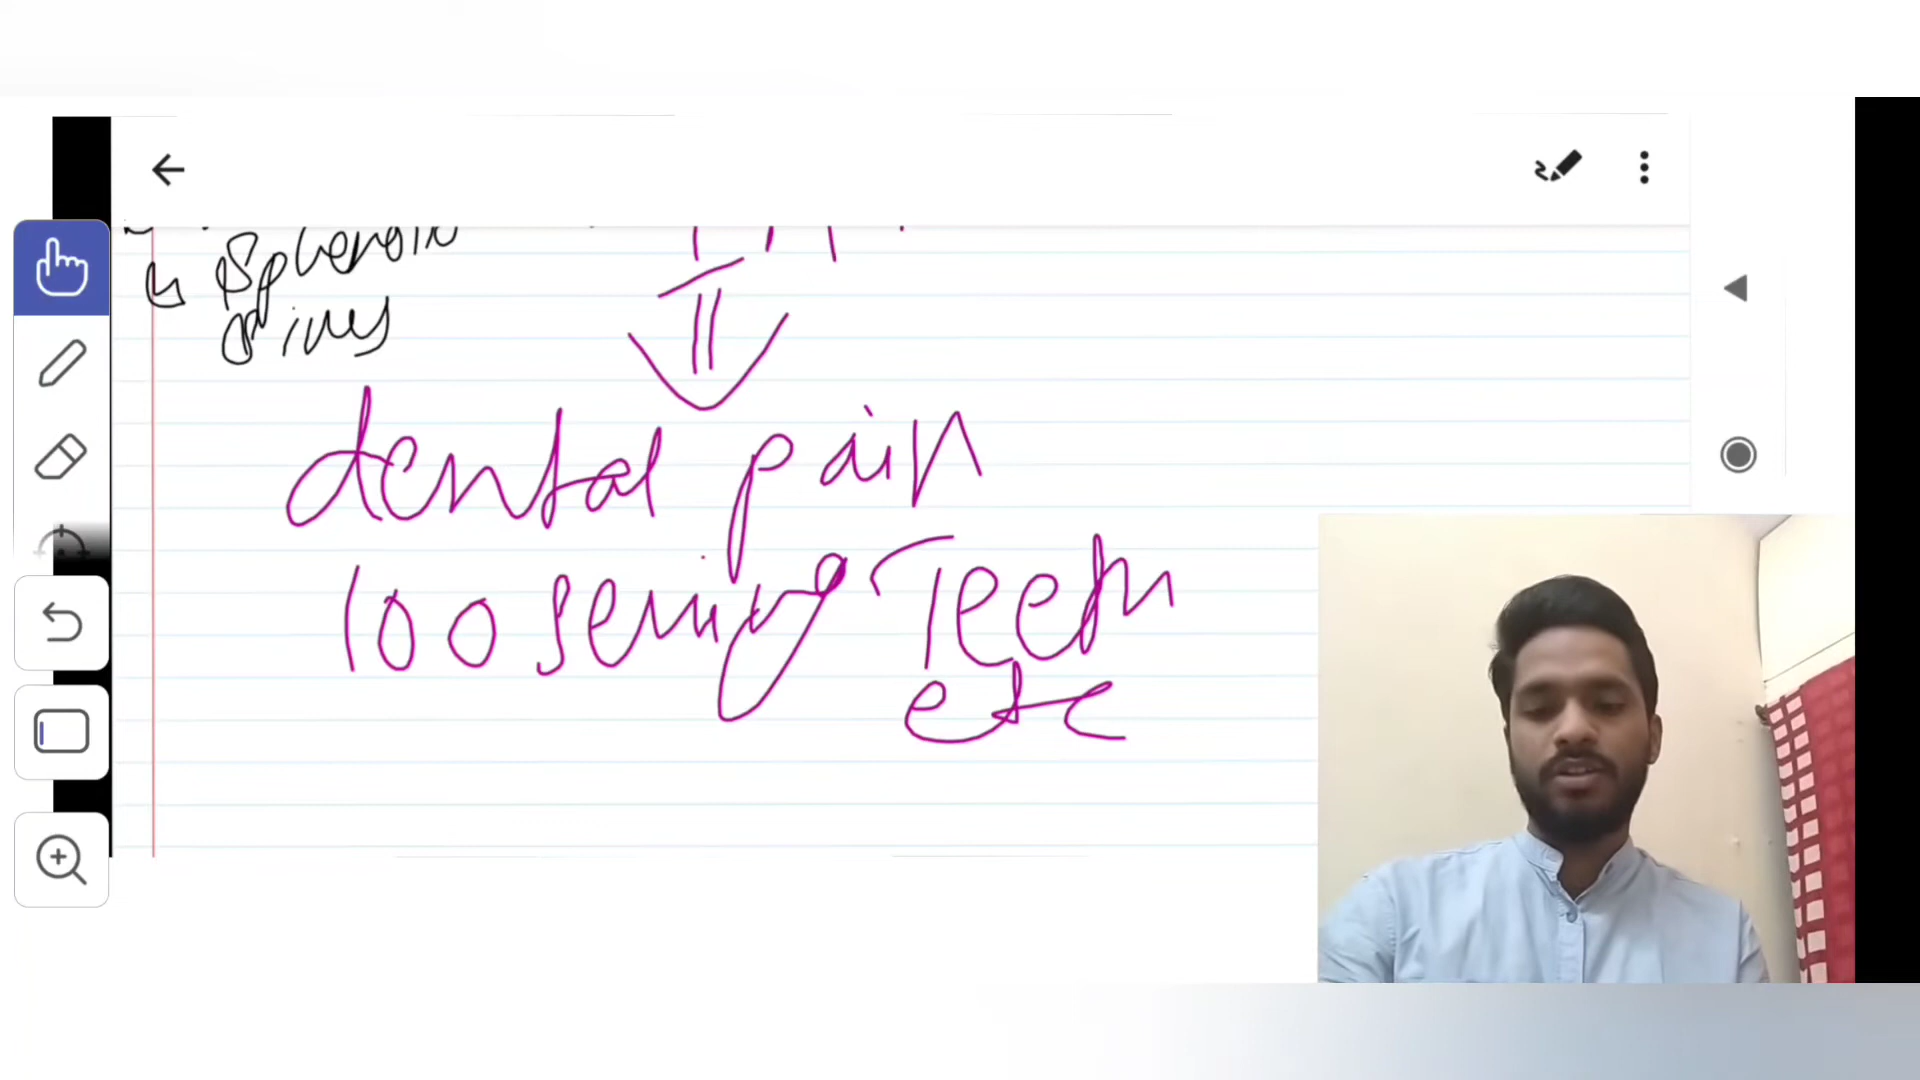 ↳ Sphenoid
sinus
dental pain
loosening Teeth
etc